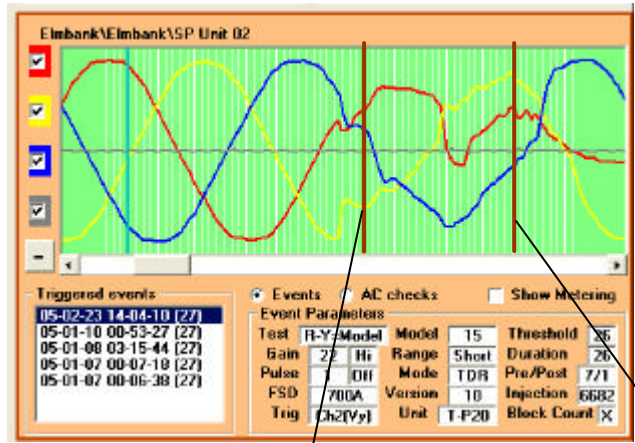 Elmbank\Elmbank\SP Unit 02
Triggered events
05-02-23 14-04-10 (27)
05-01-10 00-53-27 (27)
05-01-08 03-15-44 (27)
05-01-07 00-07-18 (27)
05-01-07 00-06-38 (27)
Events AC checks Show Metering
Event Parameters
Test R-Y:Model Model 15 Threshold 26
Gain 22 Hi Range Short Duration 26
Pulse Off Mode TDR Pre/Post 7/1
FSD 700A Version 10 Injection 6682
Trig Ch2(Vy) Unit T-P20 Block Count X